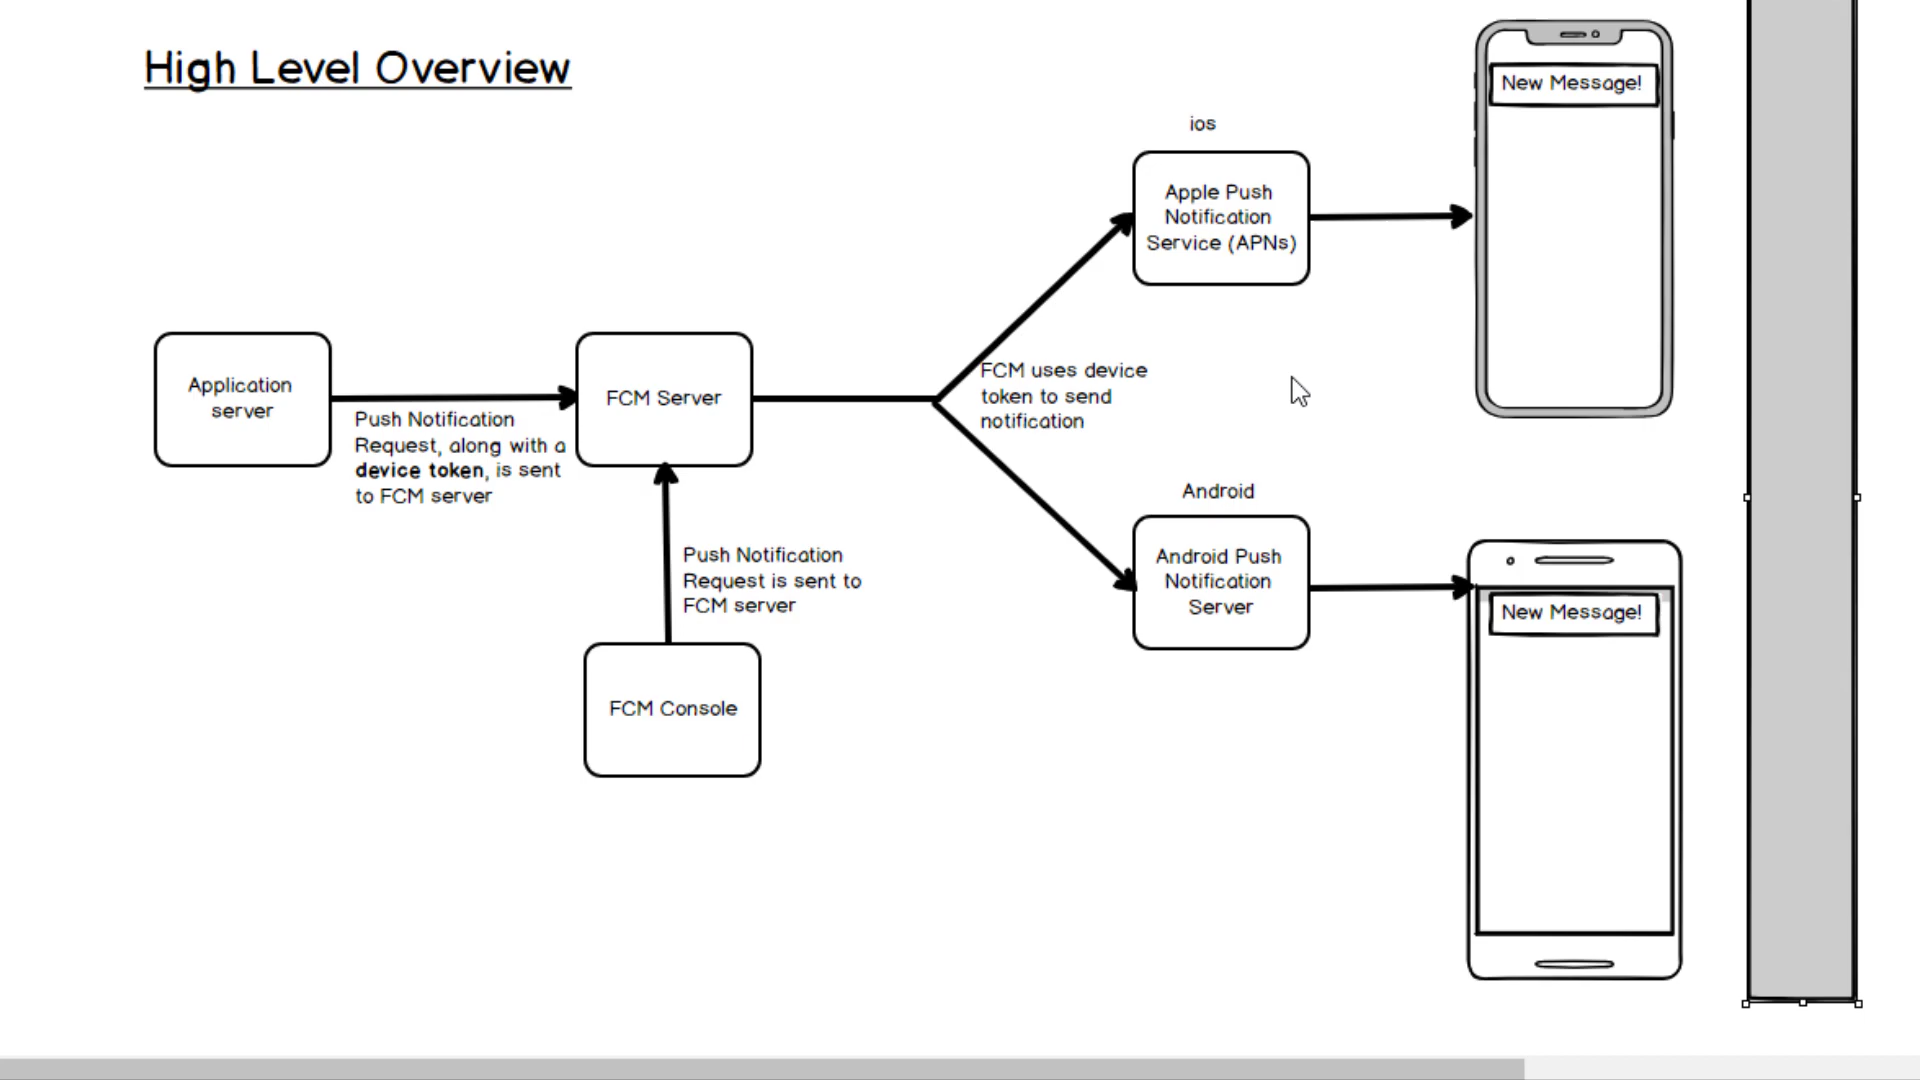 High Level Overview
New Message!
ios
Apple Push
Notification
Service (APNs)
Application
server
FCM Server
Push Notification
Request, along with a
device token, is sent
to FCM server
FCM uses device
token to send
notification
Android
Android Push
Notification
Server
New Message!
Push Notification
Request is sent to
FCM server
FCM Console